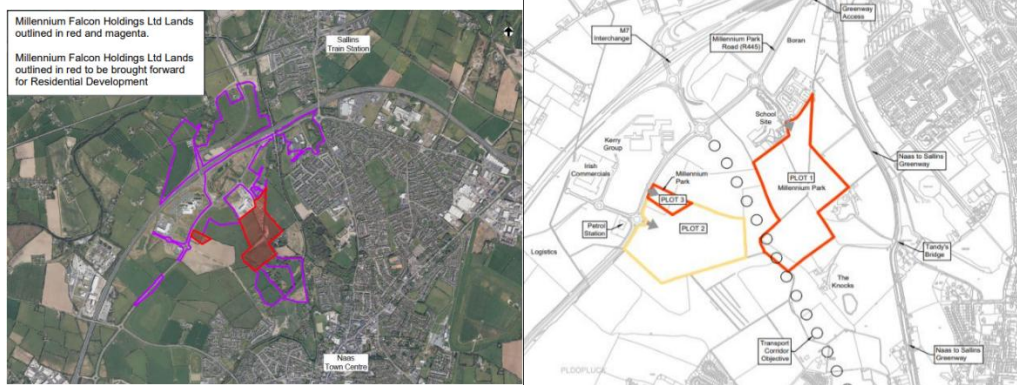 Millennium Falcon Holdings Ltd Lands
outlined in red and magenta.
Millennium Falcon Holdings Ltd Lands
outlined in red to be brought forward
for Residential Development
Sallins
Train Station
Naas
Town Centre
Greenway
Access
M7
Interchange
Millennium Park
Road (R445)
Boran
School
Site
Kerry
Group
Irish
Commercials
Millennium
Park
Naas to Sallins
Greenway
PLOT 1
Millennium Park
PLOT 3
PLOT 2
Petrol
Station
Logistics
Tandy's
Bridge
The
Knocks
Transport
Corridor
Objective
Naas to Sallins
Greenway
PLDOPLUCK